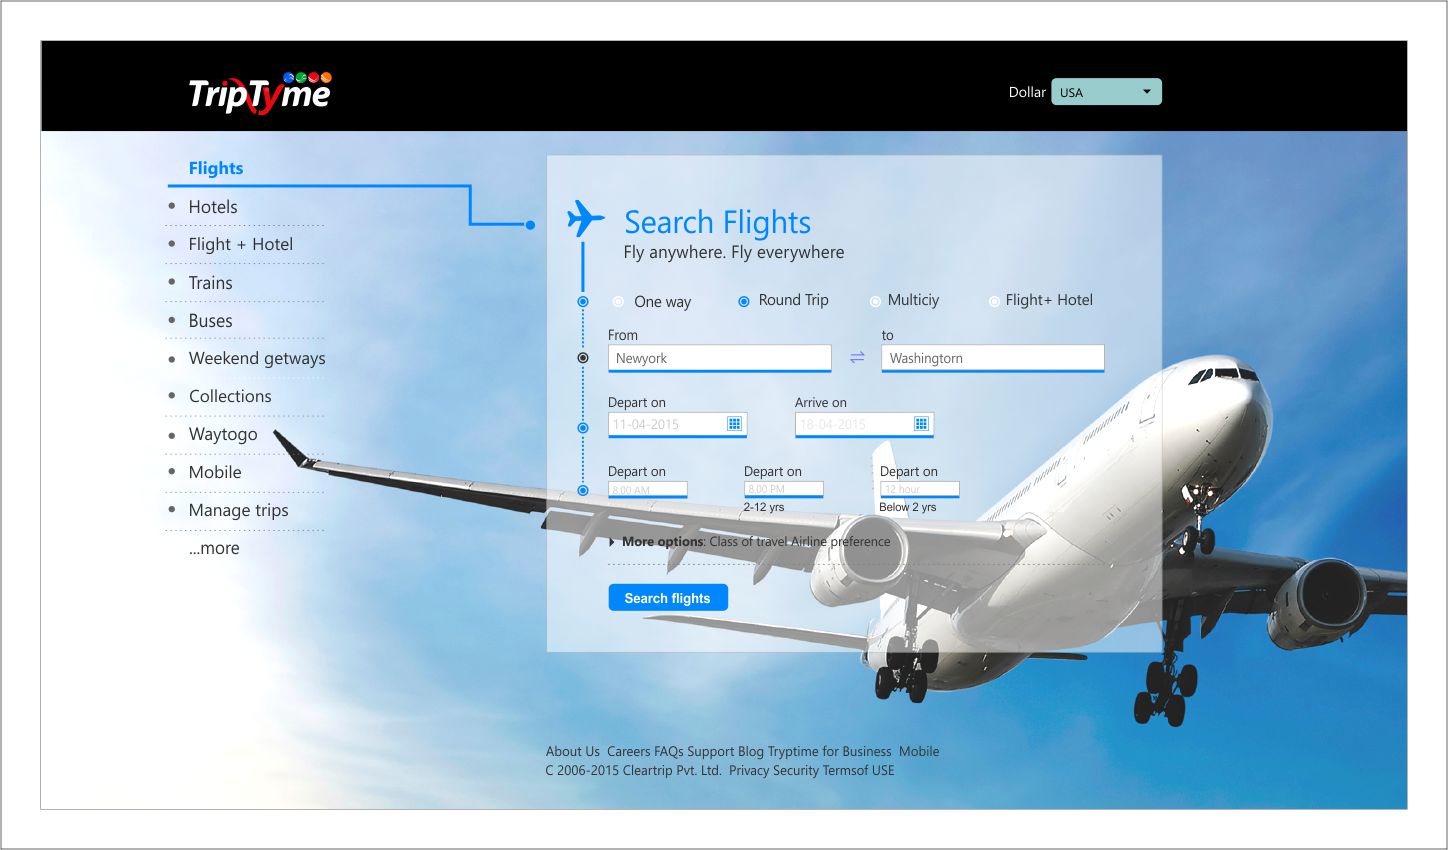 TripTyme
Dollar USA
Flights
Hotels
Flight + Hotel
Trains
Buses
Weekend getways
Collections
Waytogo
Mobile
Manage trips
...more
Search Flights
Fly anywhere. Fly everywhere
One way Round Trip Multiciy Flight+ Hotel
From to
Newyork Washingtorn
Depart on Arrive on
11-04-2015 18-04-2015
Depart on Depart on Depart on
8:00 AM 8.00 PM 12 hour
2-12 yrs Below 2 yrs
More options: Class of travel Airline preference
Search flights
About Us Careers FAQs Support Blog Tryptime for Business Mobile
C 2006-2015 Cleartrip Pvt. Ltd. Privacy Security Termsof USE